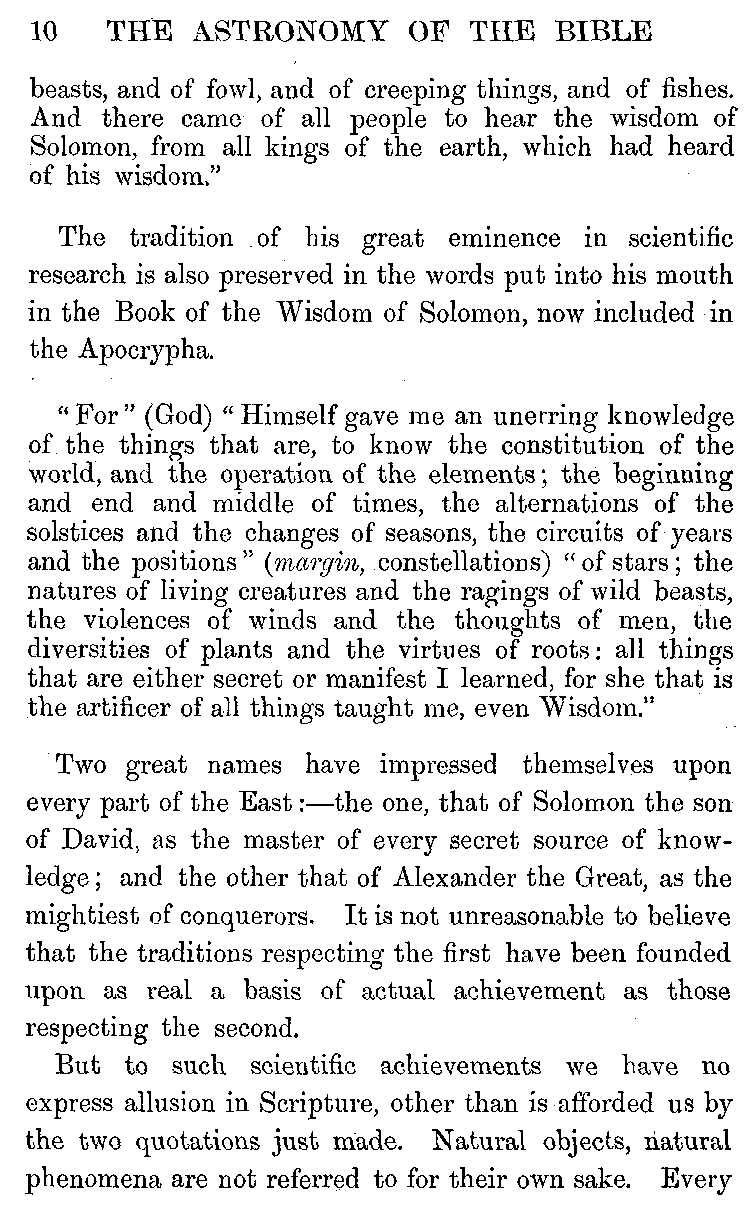 10 THE ASTRONOMY OF THE BIBLE
beasts, and of fowl, and of creeping things, and of fishes.
And there came of all people to hear the wisdom of
Solomon, from all kings of the earth, which had heard
of his wisdom.”
The tradition of his great eminence in scientific
research is also preserved in the words put into his mouth
in the Book of the Wisdom of Solomon, now included in
the Apocrypha.
“For” (God) “Himself gave me an unerring knowledge
of the things that are, to know the constitution of the
world, and the operation of the elements; the beginning
and end and middle of times, the alternations of the
solstices and the changes of seasons, the circuits of years
and the positions” (margin, constellations) “of stars; the
natures of living creatures and the ragings of wild beasts,
the violences of winds and the thoughts of men, the
diversities of plants and the virtues of roots: all things
that are either secret or manifest I learned, for she that is
the artificer of all things taught me, even Wisdom.”
Two great names have impressed themselves upon
every part of the East:—the one, that of Solomon the son
of David, as the master of every secret source of know-
ledge; and the other that of Alexander the Great, as the
mightiest of conquerors. It is not unreasonable to believe
that the traditions respecting the first have been founded
upon as real a basis of actual achievement as those
respecting the second.
But to such scientific achievements we have no
express allusion in Scripture, other than is afforded us by
the two quotations just made. Natural objects, natural
phenomena are not referred to for their own sake. Every